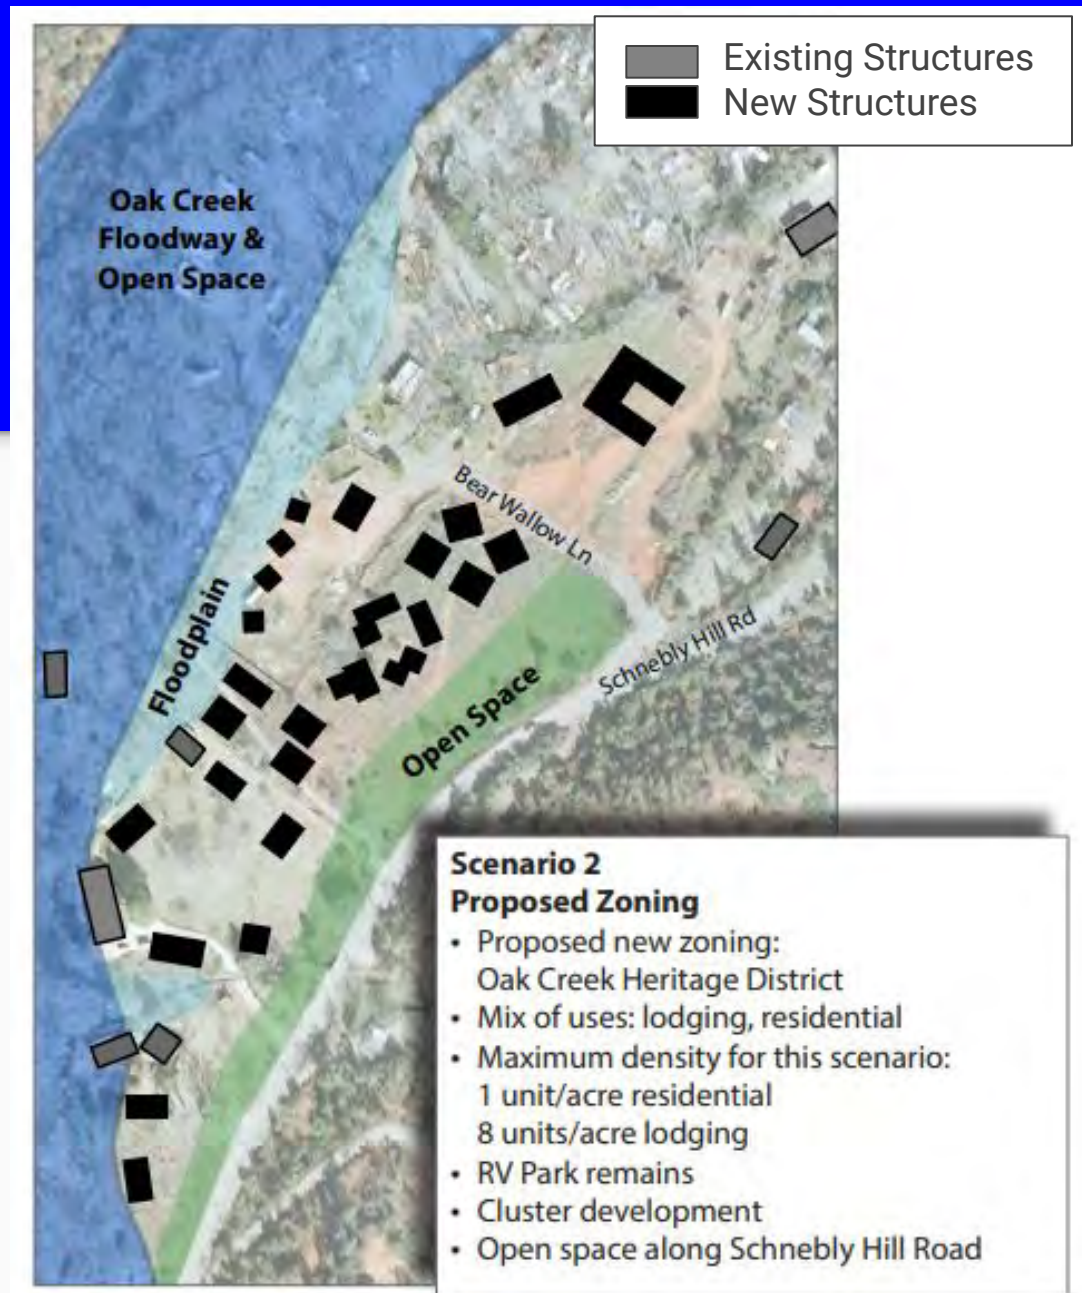 Existing Structures
New Structures
Oak Creek
Floodway &
Open Space
Bear Wallow Ln
Floodplain
Schnebly Hill Rd
Open Space
Scenario 2
Proposed Zoning
• Proposed new zoning:
Oak Creek Heritage District
• Mix of uses: lodging, residential
• Maximum density for this scenario:
1 unit/acre residential
8 units/acre lodging
• RV Park remains
• Cluster development
• Open space along Schnebly Hill Road